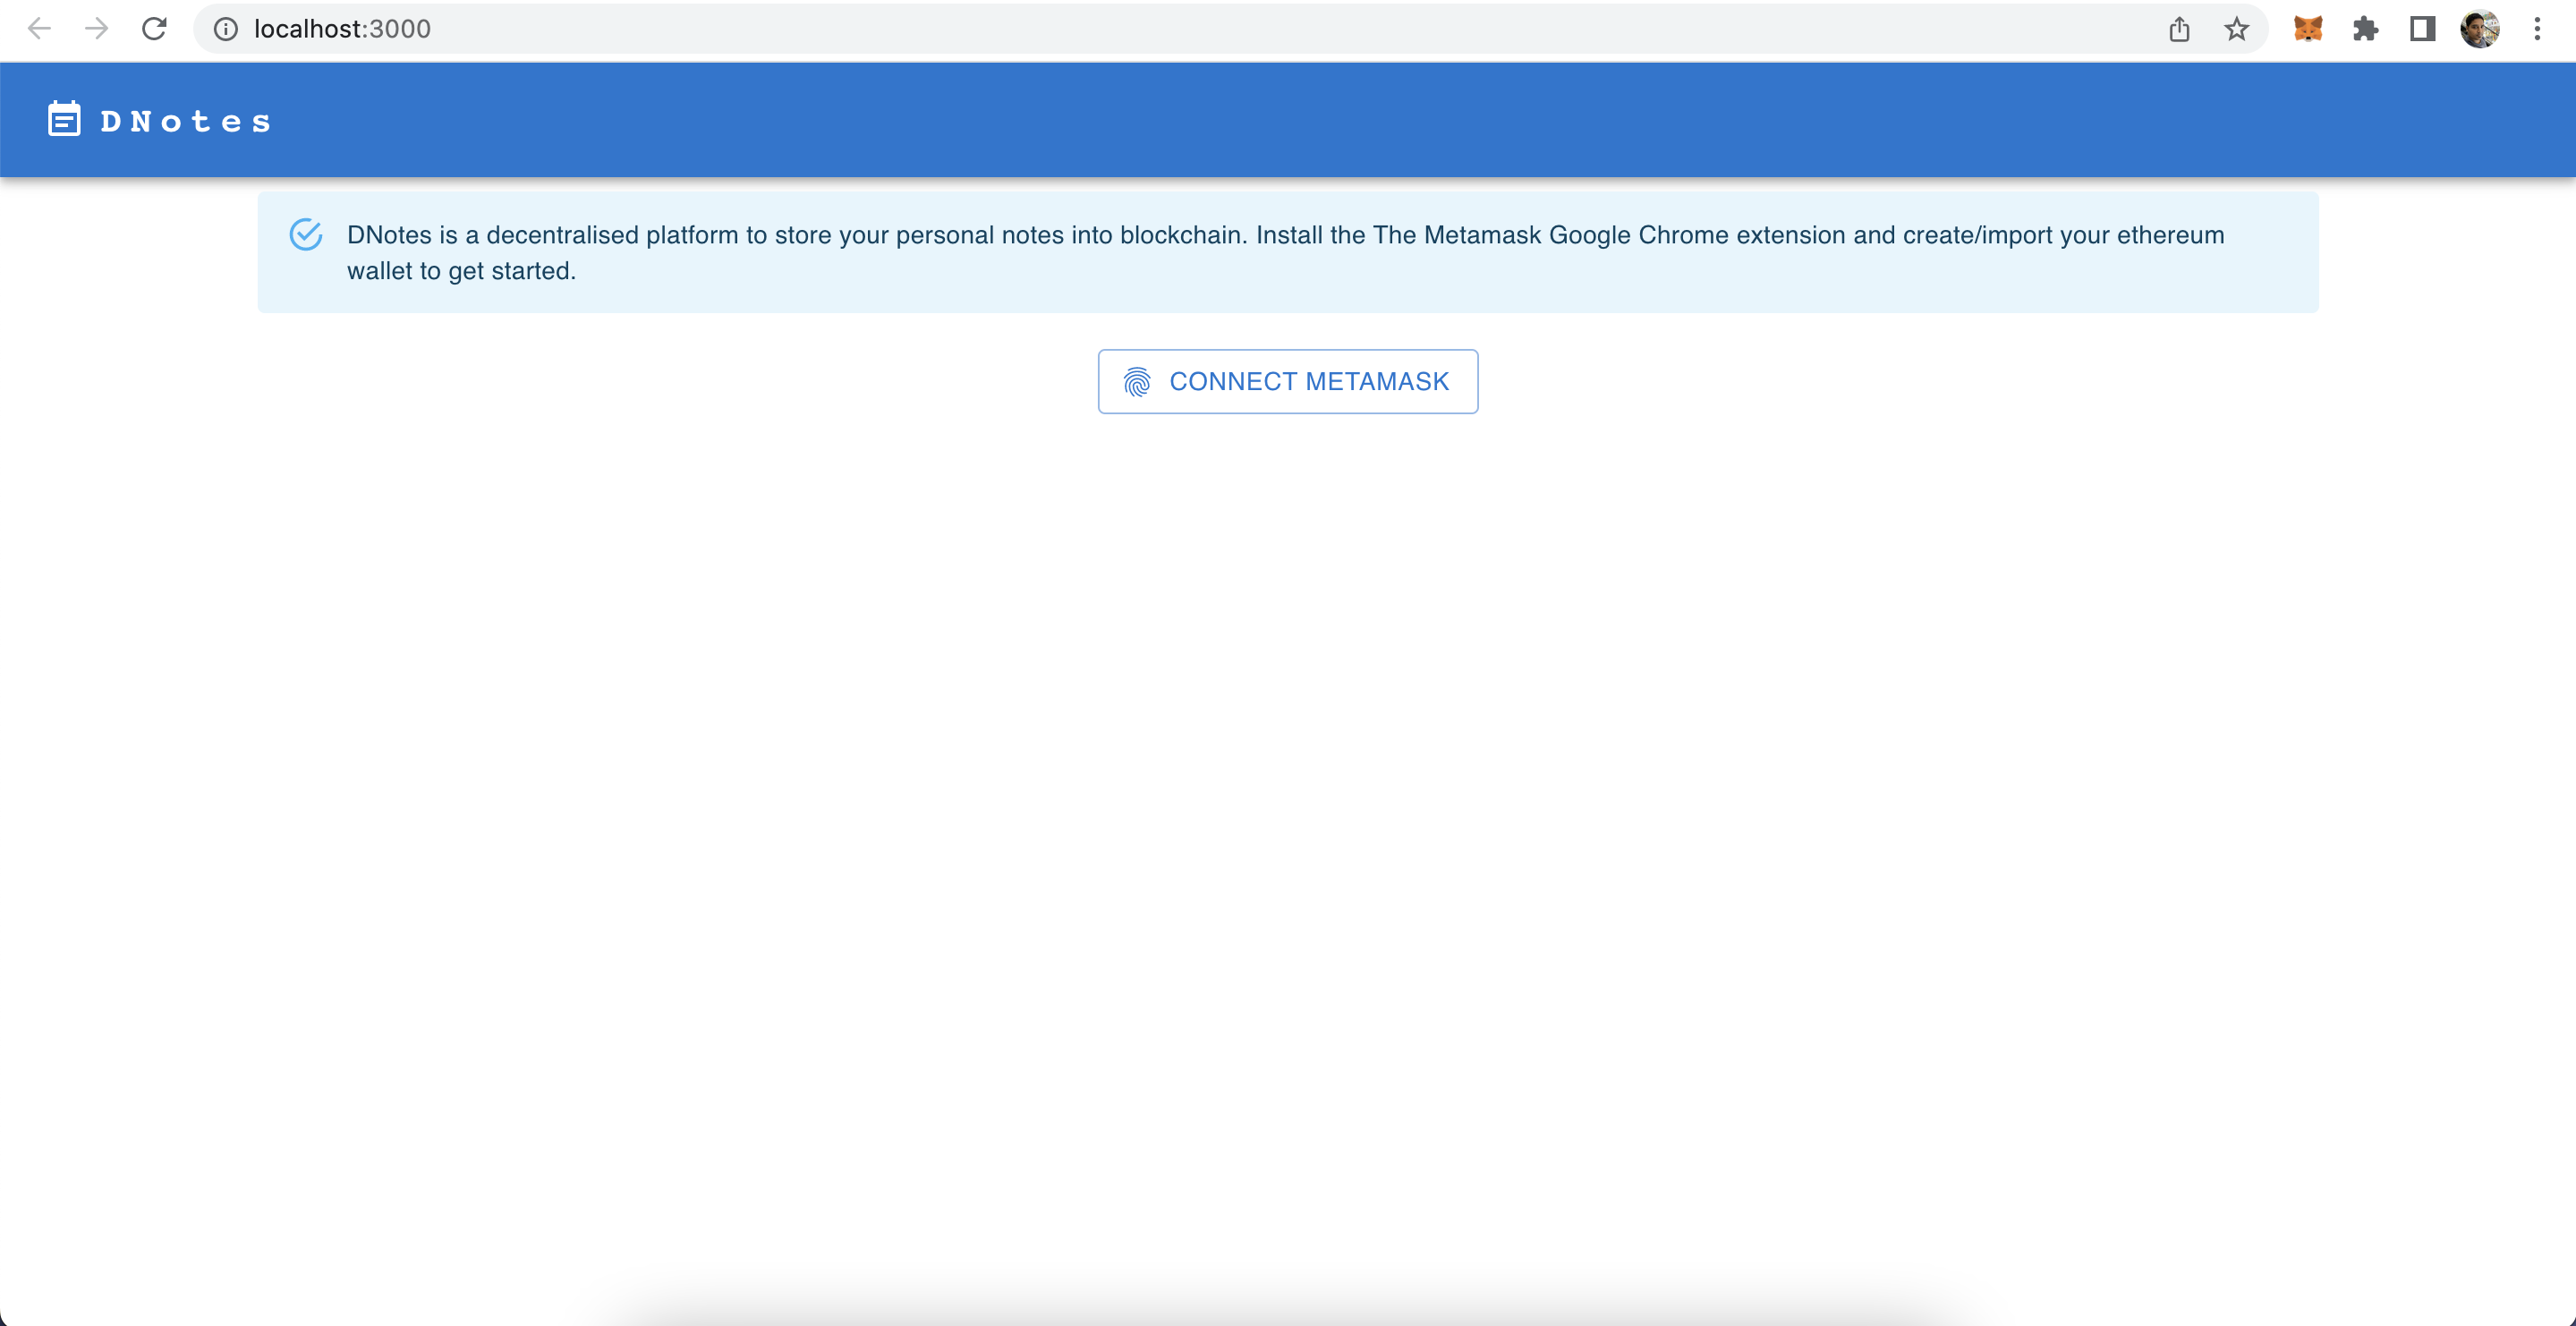 localhost:3000
DNotes
DNotes is a decentralised platform to store your personal notes into blockchain. Install the The Metamask Google Chrome extension and create/import your ethereum
wallet to get started.
CONNECT METAMASK